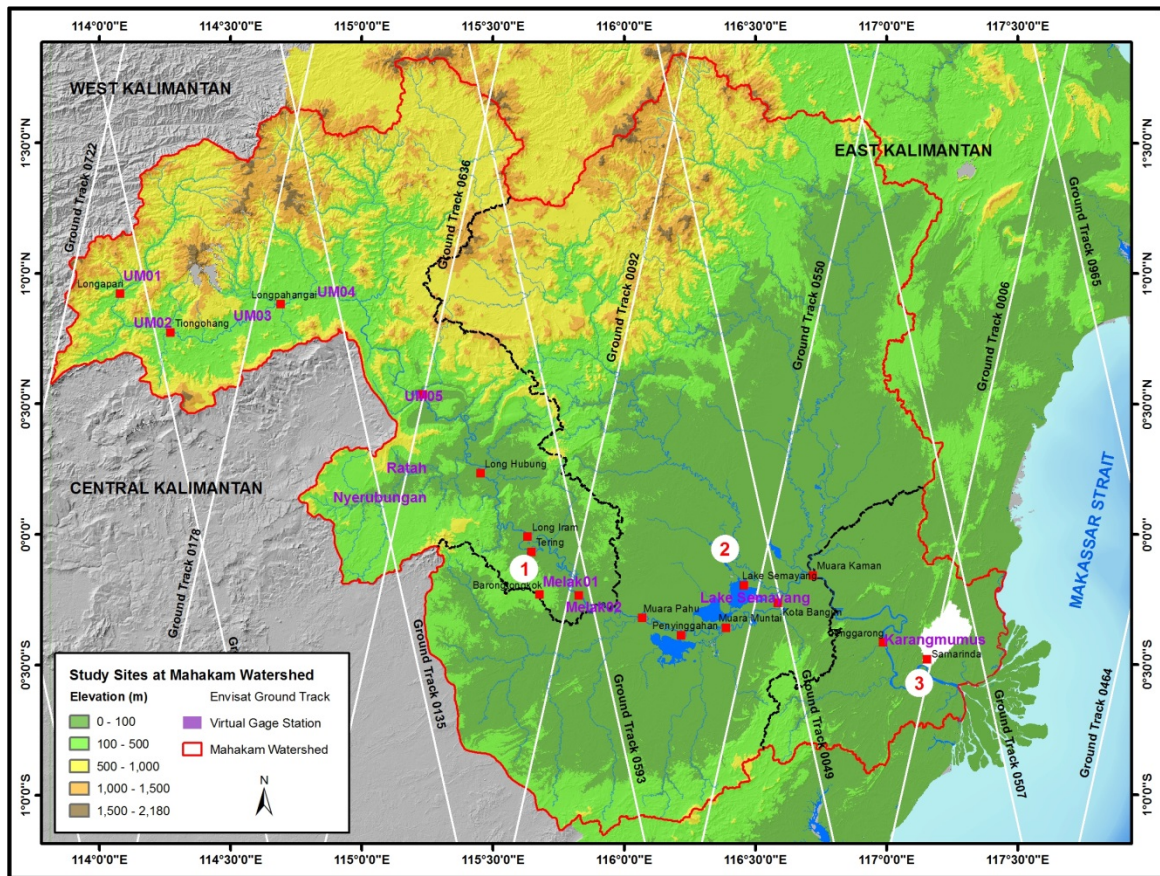 114°0'0"E 114°30'0"E 115°0'0"E 115°30'0"E 116°0'0"E 116°30'0"E 117°0'0"E 117°30'0"E
WEST KALIMANTAN
EAST KALIMANTAN
CENTRAL KALIMANTAN
MAKASSAR STRAIT
1°30'0"N
1°0'0"N
0°30'0"N
0°0'0"
0°30'0"S
1°0'0"S
1°30'0"N
1°0'0"N
0°30'0"N
0°0'0"
0°30'0"S
1°0'0"S
Ground Track 0722
Ground Track 0636
Ground Track 0092
Ground Track 0550
Ground Track 0965
Ground Track 0006
Ground Track 0178
Ground Track 0135
Ground Track 0593
Ground Track 0049
Ground Track 0507
Ground Track 0464
UM01
Longapari
UM02
Tiongohang
UM03
Longpahangai
UM04
UM05
Ratah
Nyerubungan
Long Hubung
Long Iram
Tering
1
Melak01
Barongtongkok
Melak02
2
Lake Semayang
Lake Semayang
Muara Kaman
Muara Pahu
Penyinggahan
Muara Muntai
Kota Bangun
Karangmumus
Samarinda
3
Study Sites at Mahakam Watershed
Elevation (m)
0 - 100
100 - 500
500 - 1,000
1,000 - 1,500
1,500 - 2,180
Envisat Ground Track
Virtual Gage Station
Mahakam Watershed
N
114°0'0"E 114°30'0"E 115°0'0"E 115°30'0"E 116°0'0"E 116°30'0"E 117°0'0"E 117°30'0"E